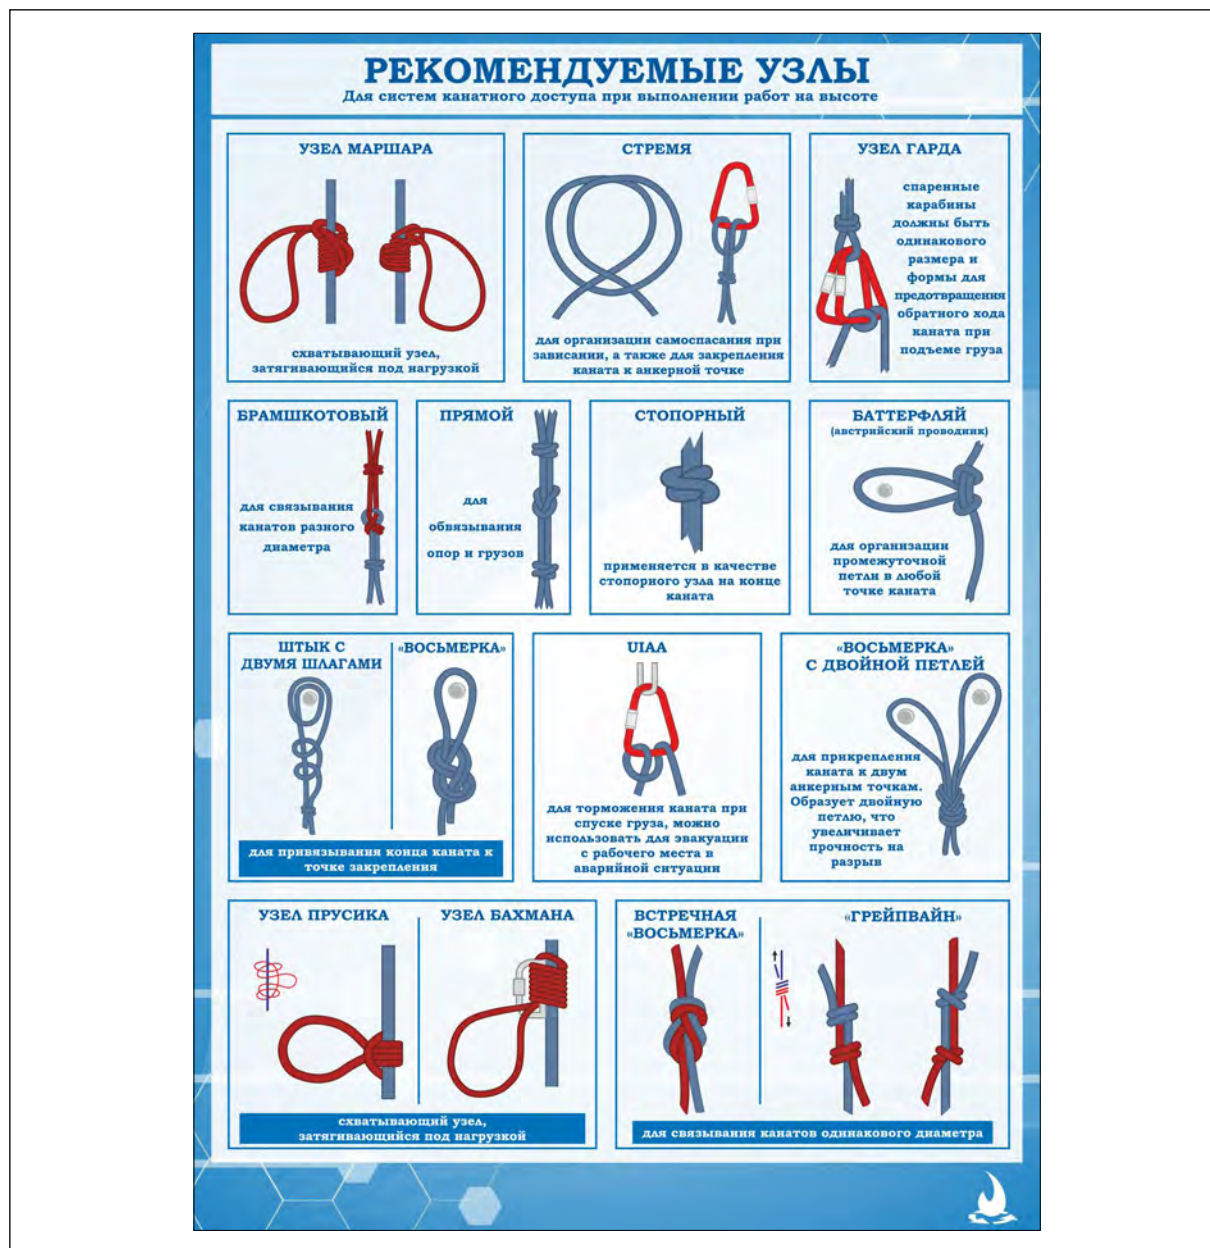 РЕКОМЕНДУЕМЫЕ УЗЛЫ
Для систем канатного доступа при выполнении работ на высоте
УЗЕЛ МАРШАРА
схватывающий узел,
затягивающийся под нагрузкой
СТРЕМЯ
для организации самоспасания при
зависании, а также для закрепления
каната к анкерной точке
УЗЕЛ ГАРДА
спаренные
карабины
должны быть
одинакового
размера и
формы для
предотвращения
обратного хода
каната при
подъеме груза
БРАМШКОТОВЫЙ
для связывания
канатов разного
диаметра
ПРЯМОЙ
для
обвязывания
опор и грузов
СТОПОРНЫЙ
применяется в качестве
стопорного узла на конце
каната
БАТТЕРФЛЯЙ
(австрийский проводник)
для организации
промежуточной
петли в любой
точке каната
ШТЫК С
ДВУМЯ ШЛАГАМИ
«ВОСЬМЕРКА»
для привязывания конца каната к
точке закрепления
UIAA
для торможения каната при
спуске груза, можно
использовать для эвакуации
с рабочего места в
аварийной ситуации
«ВОСЬМЕРКА»
С ДВОЙНОЙ ПЕТЛЕЙ
для прикрепления
каната к двум
анкерным точкам.
Образует двойную
петлю, что
увеличивает
прочность на
разрыв
УЗЕЛ ПРУСИКА
УЗЕЛ БАХМАНА
схватывающий узел,
затягивающийся под нагрузкой
ВСТРЕЧНАЯ
«ВОСЬМЕРКА»
«ГРЕЙПВАЙН»
для связывания канатов одинакового диаметра